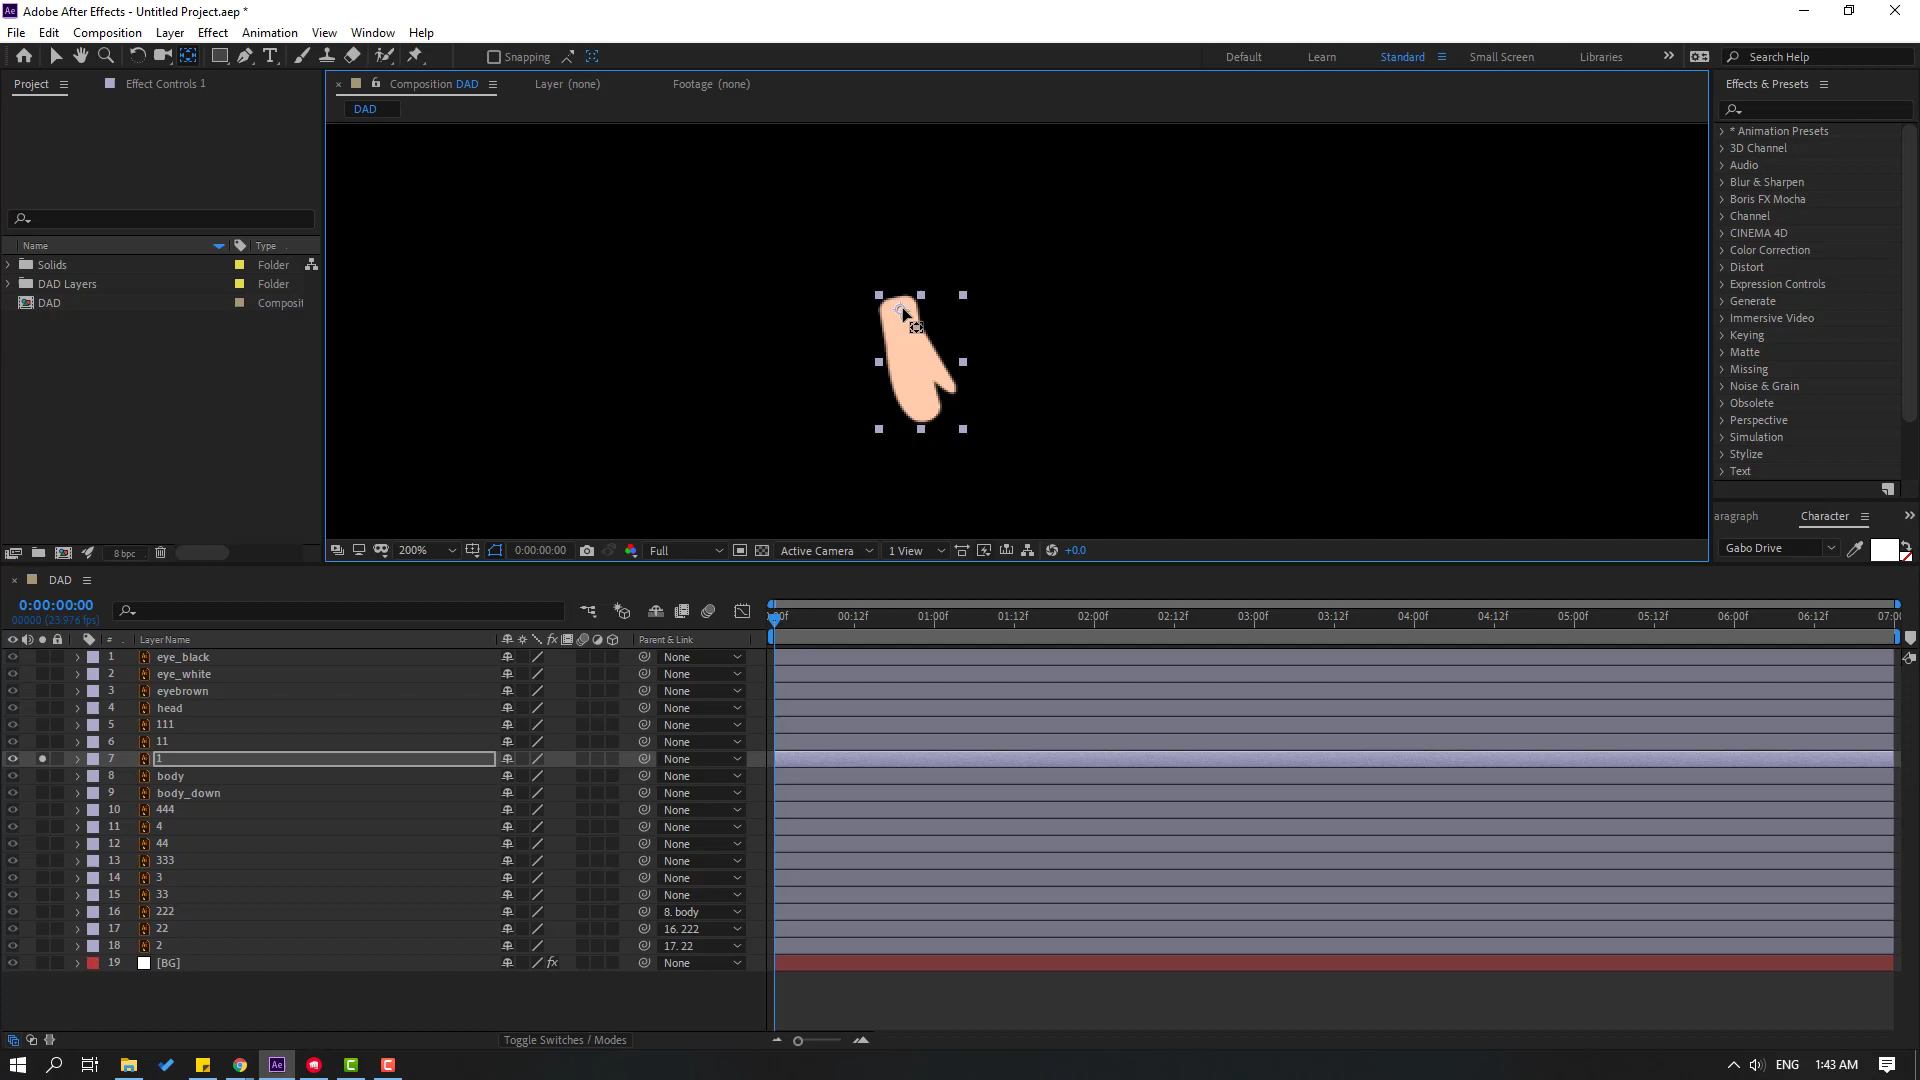 Adobe After Effects - Untitled Project.aep *
File Edit Composition Layer Effect Animation View Window Help
Snapping
Default Learn Standard Small Screen Libraries
Search Help
Project Effect Controls 1
Composition DAD
Layer (none)
Footage (none)
Effects & Presets
DAD
* Animation Presets
3D Channel
Audio
Blur & Sharpen
Boris FX Mocha
Channel
CINEMA 4D
Color Correction
Distort
Expression Controls
Generate
Immersive Video
Keying
Matte
Missing
Noise & Grain
Obsolete
Perspective
Simulation
Stylize
Text
Name Type
Solids Folder
DAD Layers Folder
DAD Composit
aragraph Character
Gabo Drive
8 bpc
200% 0:00:00:00 Full Active Camera 1 View +0.0
DAD
0:00:00:00
00000 (23.976 fps)
:00f 00:12f 01:00f 01:12f 02:00f 02:12f 03:00f 03:12f 04:00f 04:12f 05:00f 05:12f 06:00f 06:12f 07:00
# Layer Name fx Parent & Link
1 eye_black None
2 eye_white None
3 eyebrown None
4 head None
5 111 None
6 11 None
7 1 None
8 body None
9 body_down None
10 444 None
11 4 None
12 44 None
13 333 None
14 3 None
15 33 None
16 222 8. body
17 22 16. 222
18 2 17. 22
19 [BG] fx None
Toggle Switches / Modes
ENG 1:43 AM